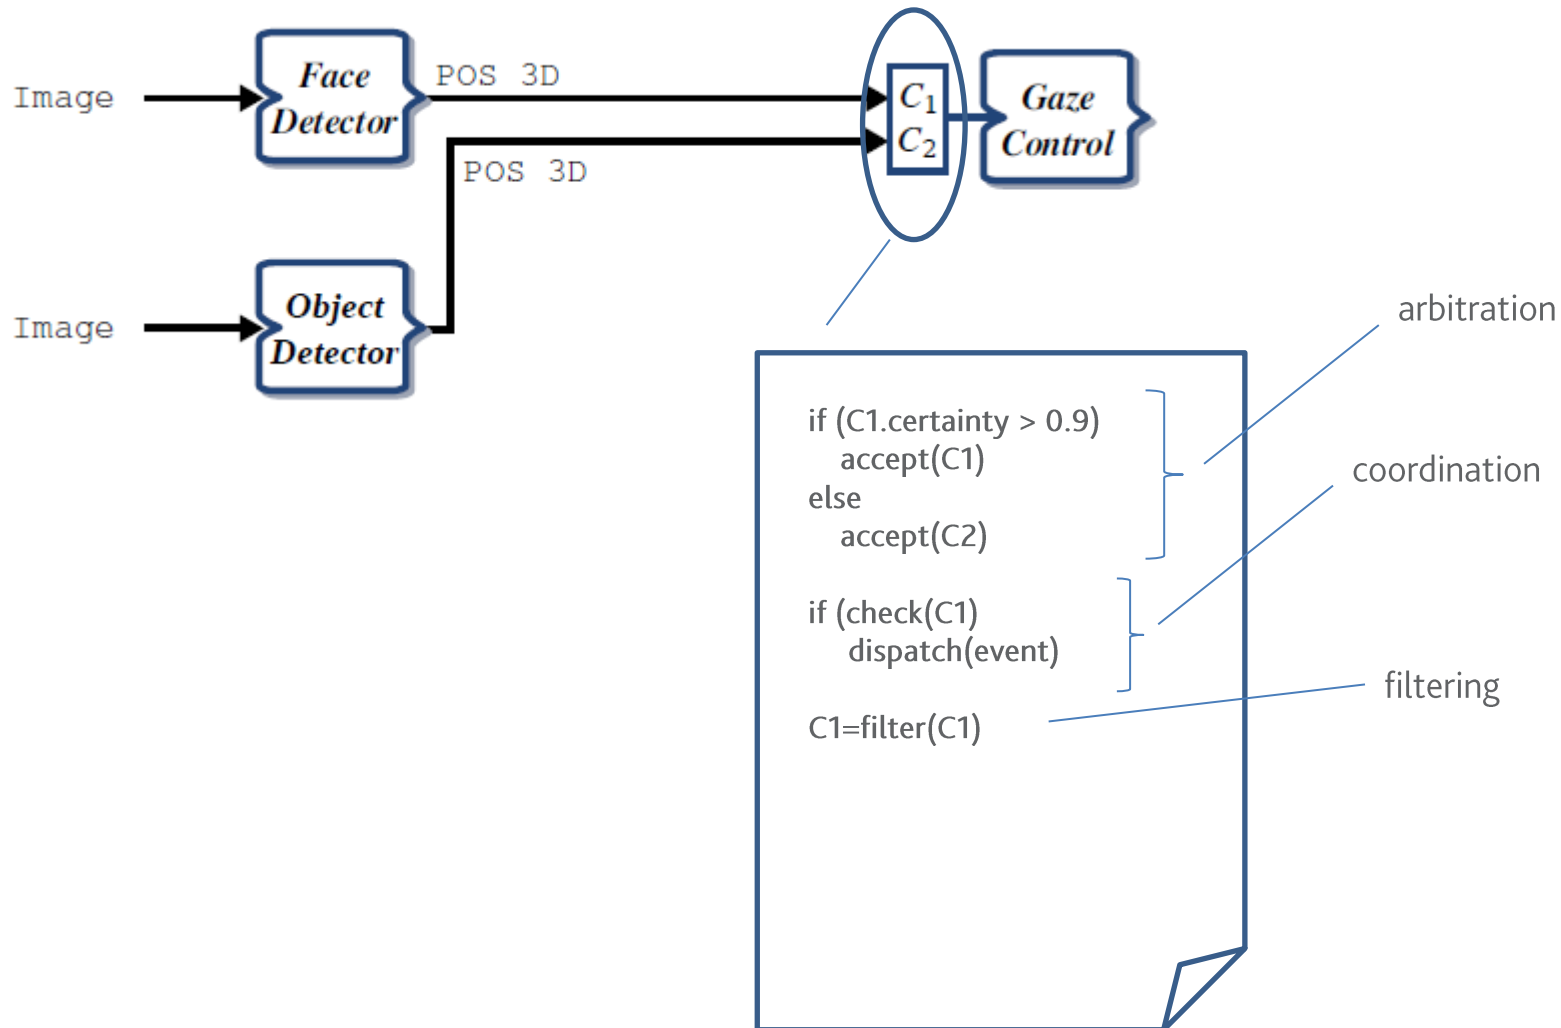 Image
Face
Detector
POS 3D
C1
C2
Gaze
Control
POS 3D
Image
Object
Detector
arbitration
if (C1.certainty > 0.9)
accept(C1)
else
accept(C2)
coordination
if (check(C1)
dispatch(event)
filtering
C1=filter(C1)